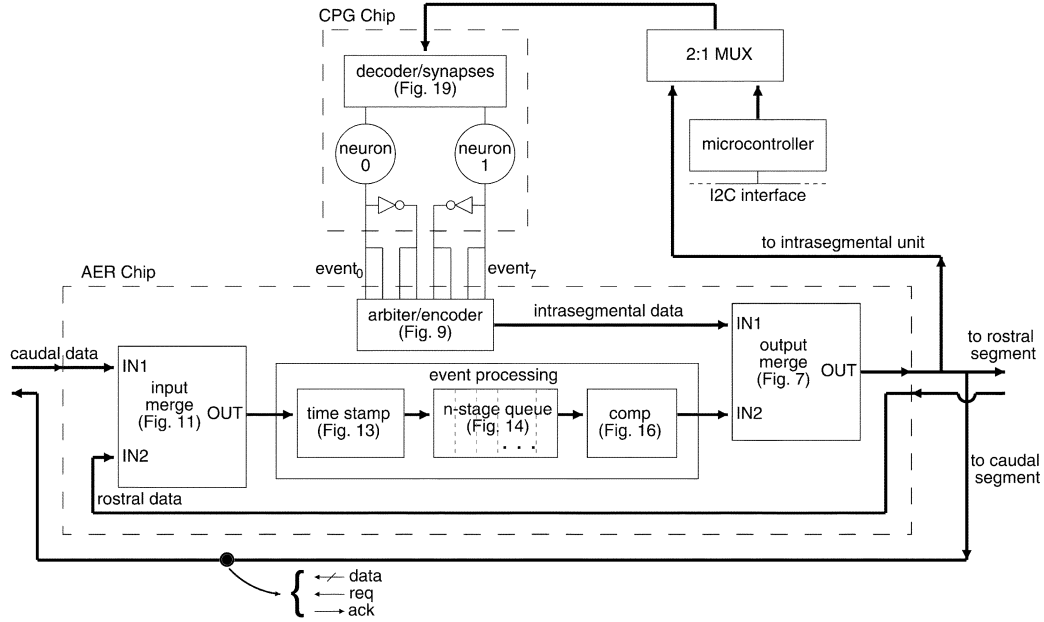 CPG Chip
decoder/synapses
(Fig. 19)
2:1 MUX
neuron
0
neuron
1
microcontroller
I2C interface
to intrasegmental unit
event0
event7
AER Chip
arbiter/encoder
(Fig. 9)
intrasegmental data
caudal data
IN1
input
merge
(Fig. 11)
OUT
IN2
rostral data
event processing
time stamp
(Fig. 13)
n-stage queue
(Fig. 14)
. . .
comp
(Fig. 16)
IN1
output
merge
(Fig. 7)
OUT
IN2
to rostral
segment
to caudal
segment
data
req
ack